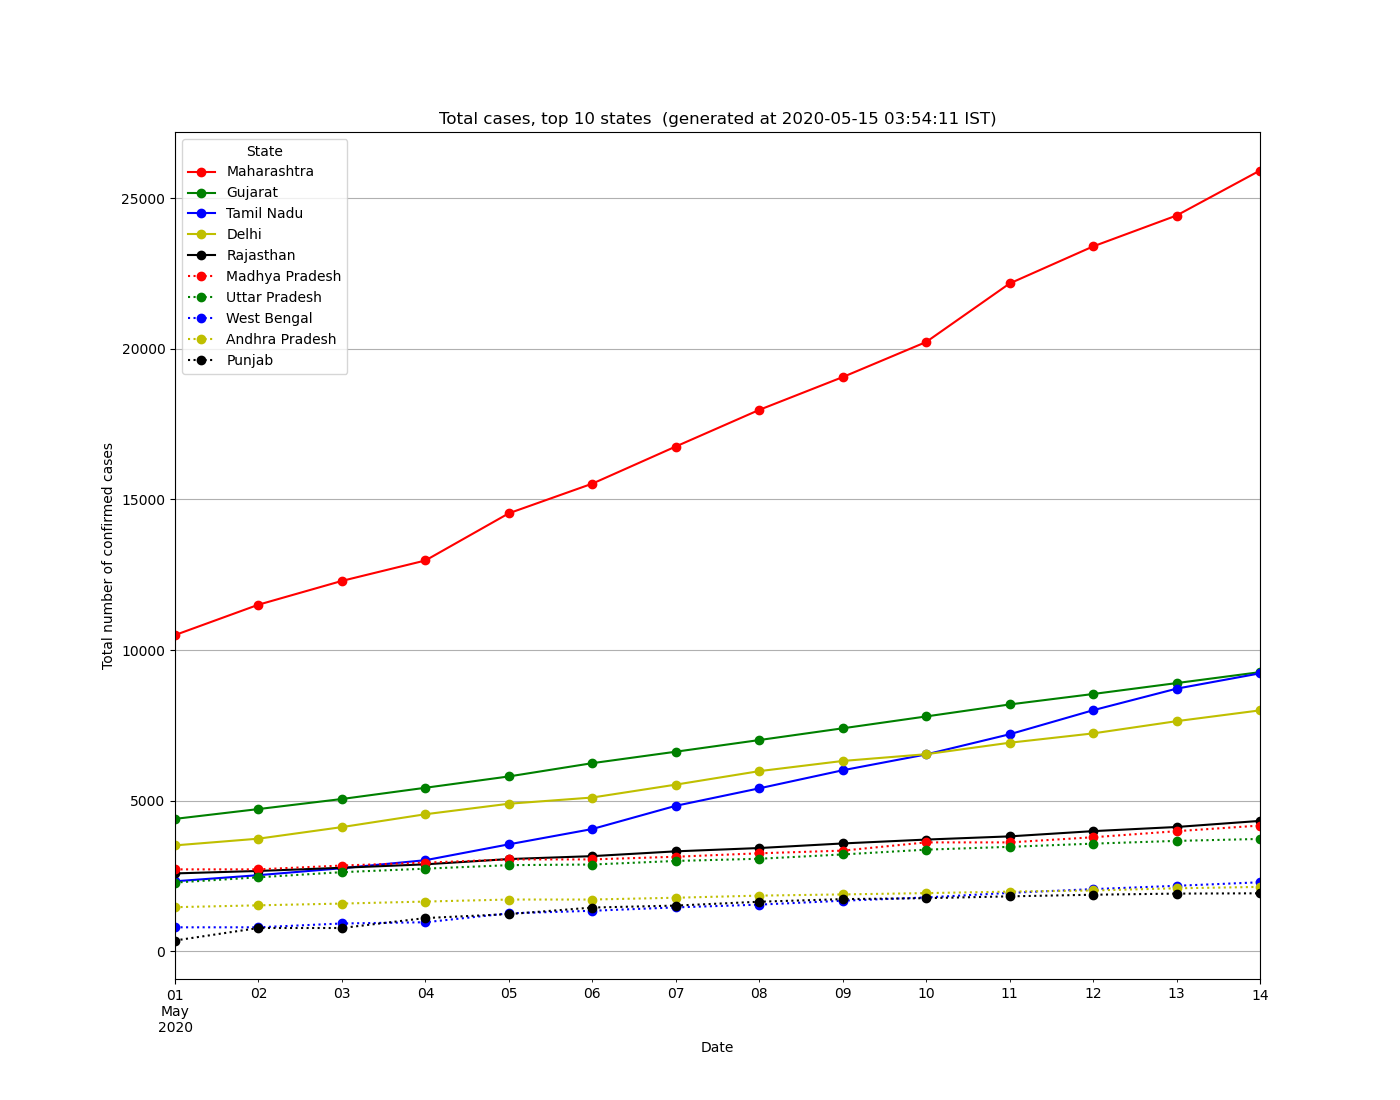 Total cases, top 10 states  (generated at 2020-05-15 03:54:11 IST)
State
Maharashtra
Gujarat
Tamil Nadu
Delhi
Rajasthan
Madhya Pradesh
Uttar Pradesh
West Bengal
Andhra Pradesh
Punjab
Total number of confirmed cases
25000
20000
15000
10000
5000
0
01 02 03 04 05 06 07 08 09 10 11 12 13 14
May
2020
Date